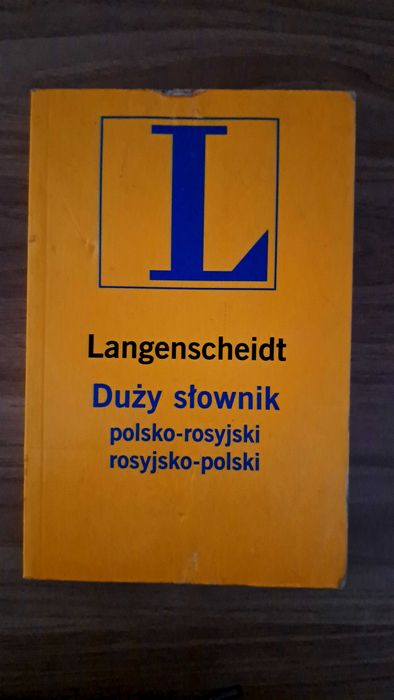 L
Langenscheidt
Duży słownik
polsko-rosyjski
rosyjsko-polski